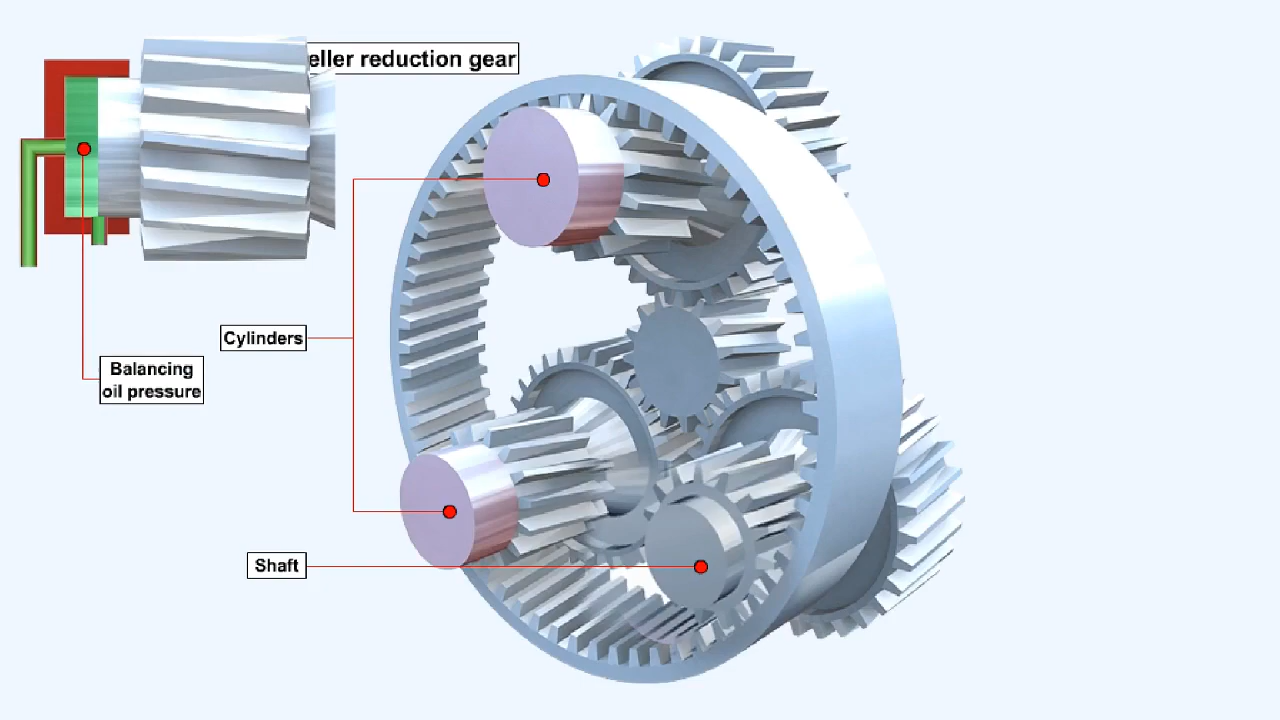 eller reduction gear
Cylinders
Balancing
oil pressure
Shaft